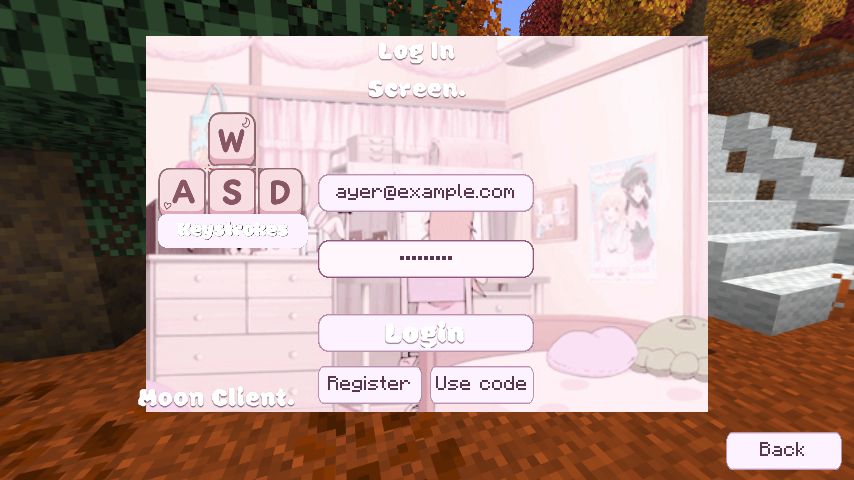 Log In
Screen.
W
A S D
Keystrokes
ayer@example.com
•••••••••
Login
Register
Use code
Moon Client.
Back